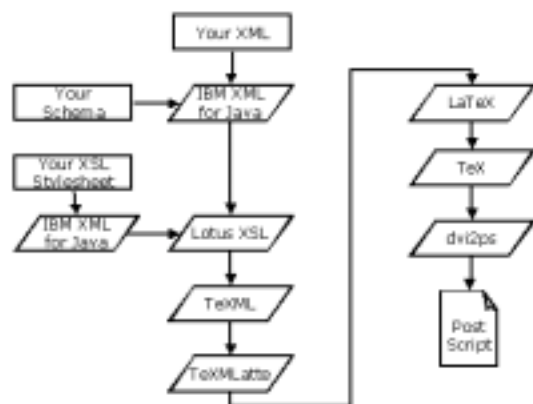 Your XML
Your
Schema
IBM XML
for Java
Your XSL
Stylesheet
IBM XML
for Java
Lotus XSL
TeXML
TeXMLatte
LaTeX
TeX
dvi2ps
Post
Script